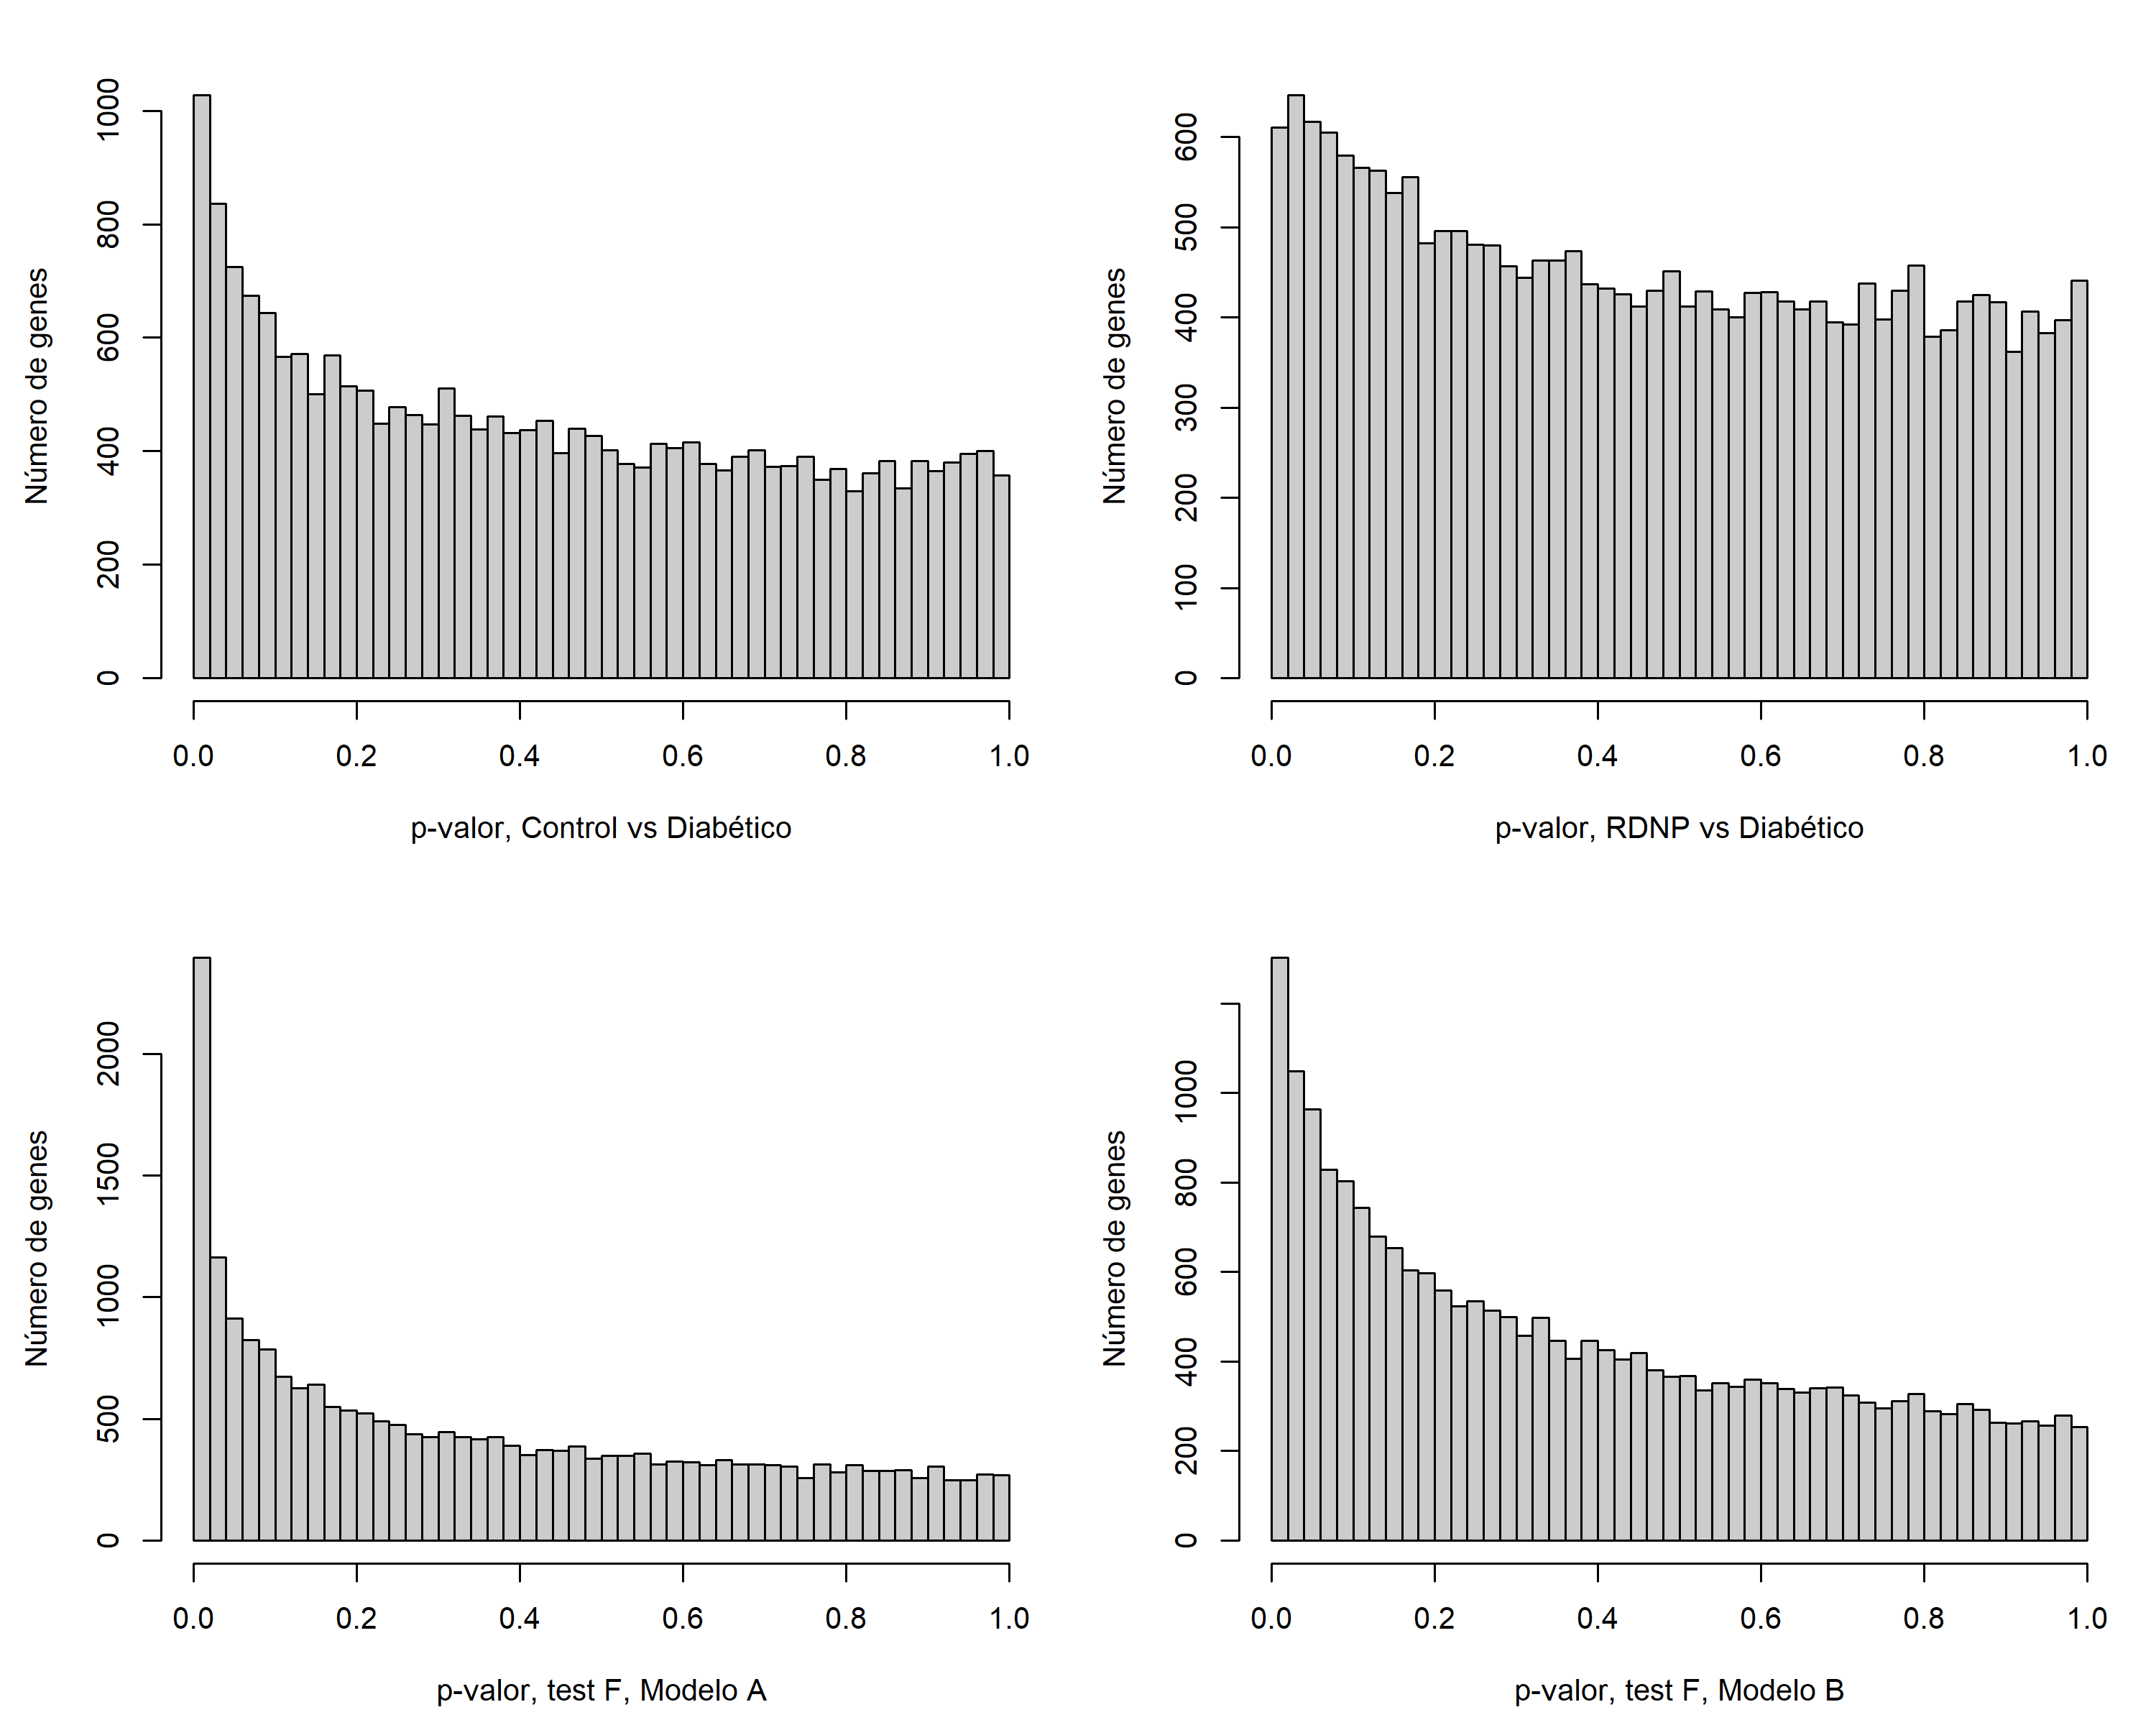 Número de genes
1000
800
600
400
200
0
0.0 0.2 0.4 0.6 0.8 1.0
p-valor, Control vs Diabético
Número de genes
600
500
400
300
200
100
0
0.0 0.2 0.4 0.6 0.8 1.0
p-valor, RDNP vs Diabético
Número de genes
2000
1500
1000
500
0
0.0 0.2 0.4 0.6 0.8 1.0
p-valor, test F, Modelo A
Número de genes
1000
800
600
400
200
0
0.0 0.2 0.4 0.6 0.8 1.0
p-valor, test F, Modelo B